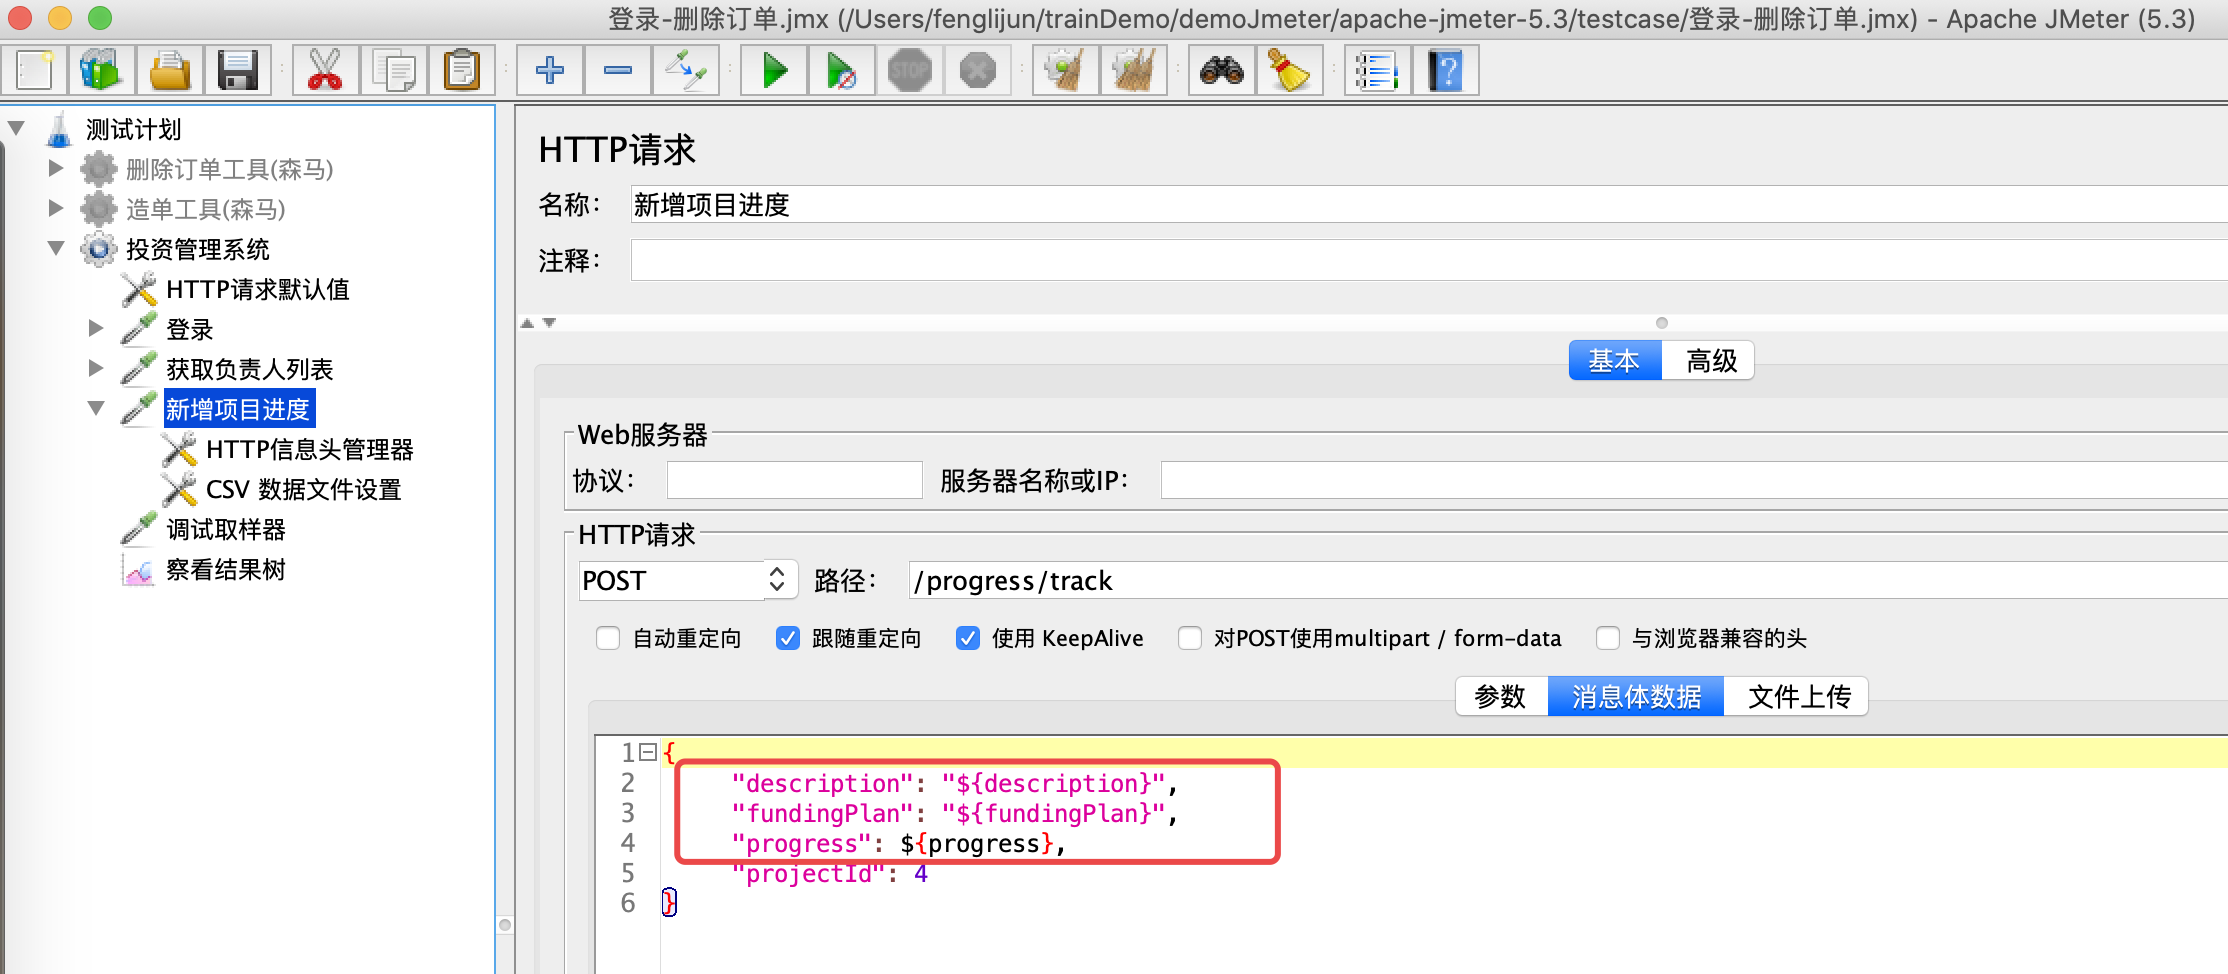 登录-删除订单.jmx (/Users/fenglijun/trainDemo/demoJmeter/apache-jmeter-5.3/testcase/登录-删除订单.jmx) - Apache JMeter (5.3)
STOP
测试计划
删除订单工具(森马)
造单工具(森马)
投资管理系统
HTTP请求默认值
登录
获取负责人列表
新增项目进度
HTTP信息头管理器
CSV 数据文件设置
调试取样器
察看结果树
HTTP请求
名称： 新增项目进度
注释：
基本 高级
Web服务器
协议： 服务器名称或IP：
HTTP请求
POST 路径： /progress/track
自动重定向 跟随重定向 使用 KeepAlive 对POST使用multipart / form-data 与浏览器兼容的头
参数 消息体数据 文件上传
1 {
2 "description": "${description}",
3 "fundingPlan": "${fundingPlan}",
4 "progress": ${progress},
5 "projectId": 4
6 }